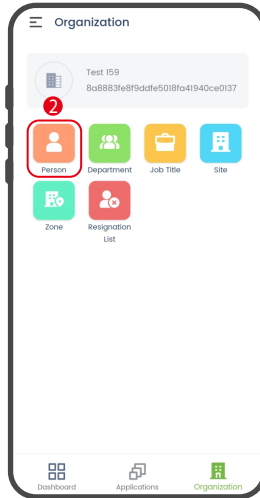 Organization
Test 159
8a8883fe8f9ddfe5018fa41940ce0137
2
Person
Department
Job Title
Site
Zone
Resignation
List
Dashboard
Applications
Organization